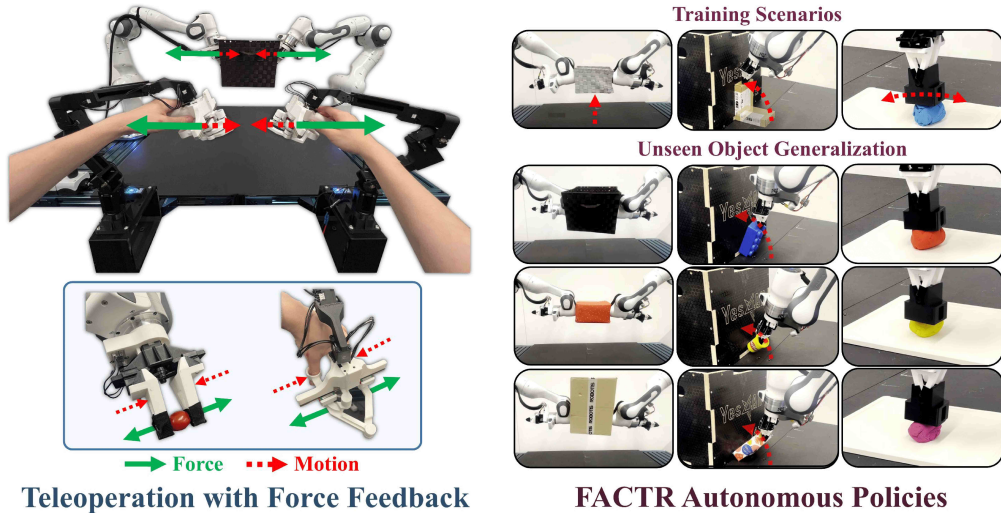 Force
Motion
Teleoperation with Force Feedback
Training Scenarios
Unseen Object Generalization
FACTR Autonomous Policies